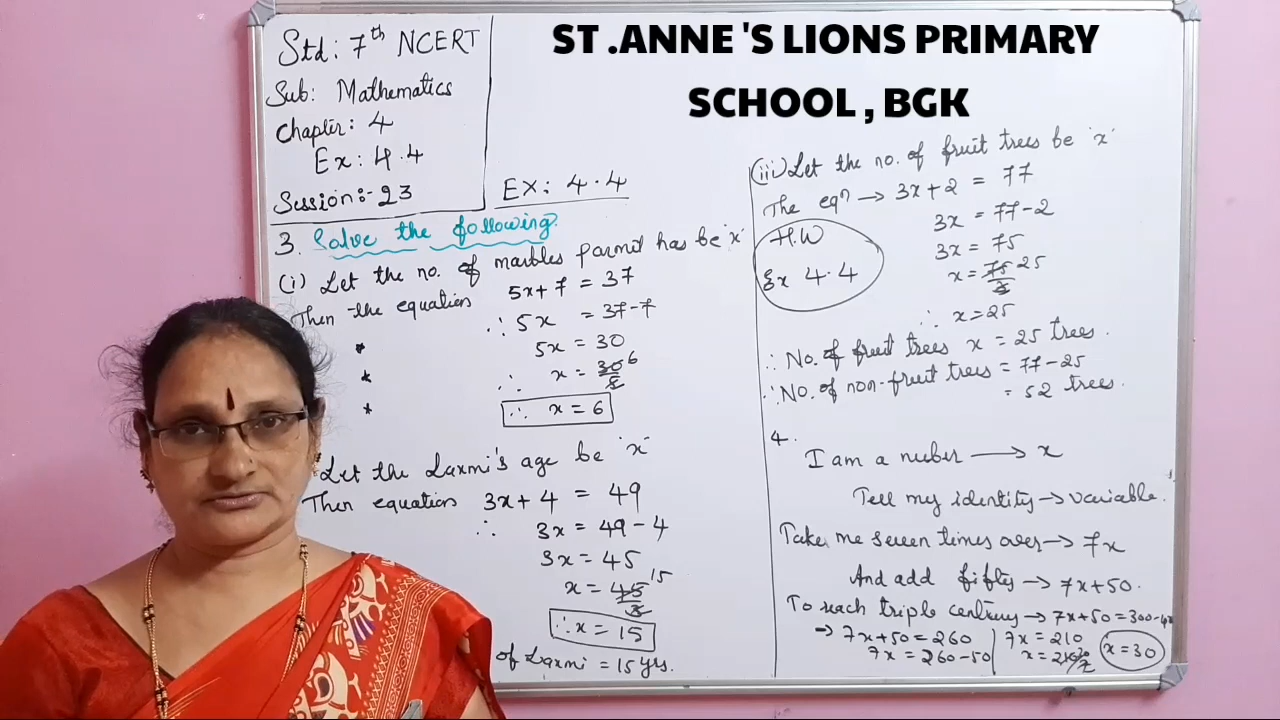 ST .ANNE 'S LIONS PRIMARY
SCHOOL , BGK
Std: 7th NCERT
Sub: Mathematics
Chapter: 4
Ex: 4.4
Session:-23
EX: 4.4
3. Solve the following.
(i) Let the no. of marbles parmit has be 'x'
Then the equation 5x+7 = 37
∴ 5x = 37-7
5x = 30
∴ x = 30/5 6
∴ x = 6
Let the Laxmi's age be 'x'
Then equation 3x+4 = 49
∴ 3x = 49-4
3x = 45
x = 45/3 15
∴ x = 15
of Laxmi = 15 yrs.
(iii) Let the no. of fruit trees be 'x'
The eqn → 3x+2 = 77
3x = 77-2
3x = 75
x = 75/3 25
∴ x=25
H.W
Ex 4.4
∴ No. of fruit trees x = 25 trees.
∴ No. of non-fruit trees = 77-25
= 52 trees.
4.
I am a nuber → x
Tell my identity → variable.
Take me seven times over → 7x
And add fifty → 7x+50.
To reach triple century → 7x+50 = 300-40
→ 7x+50 = 260
7x = 260-50
7x = 210
x = 210/7 30
x = 30